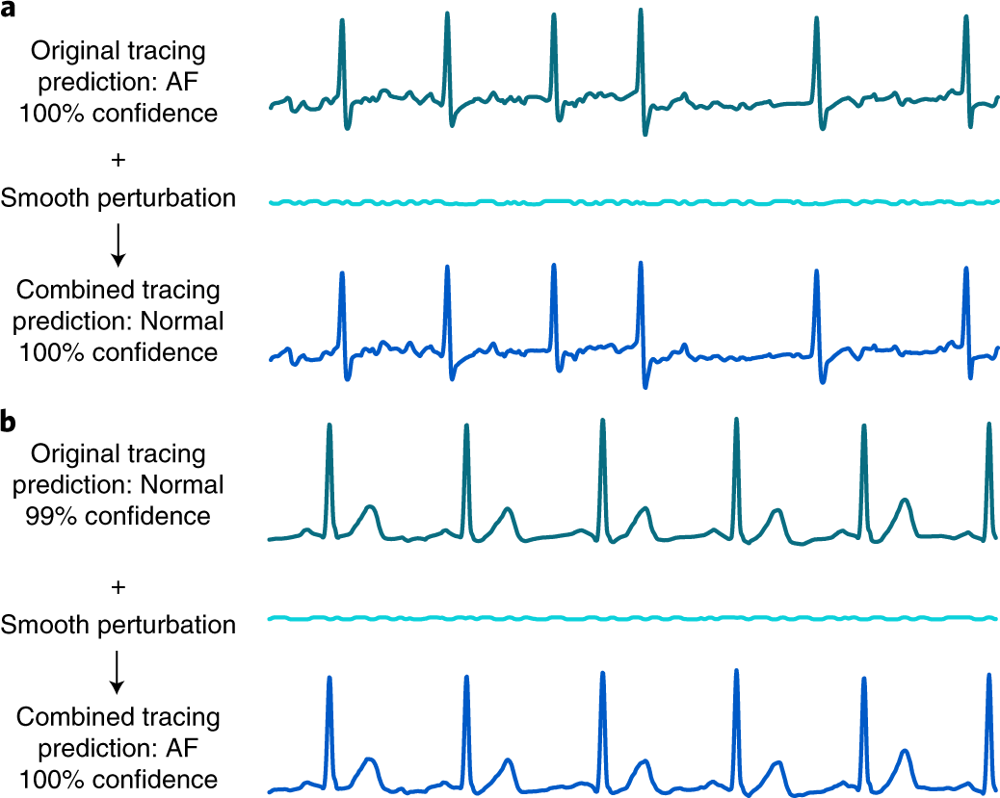 a
Original tracing
prediction: AF
100% confidence
+
Smooth perturbation
Combined tracing
prediction: Normal
100% confidence
b
Original tracing
prediction: Normal
99% confidence
+
Smooth perturbation
Combined tracing
prediction: AF
100% confidence